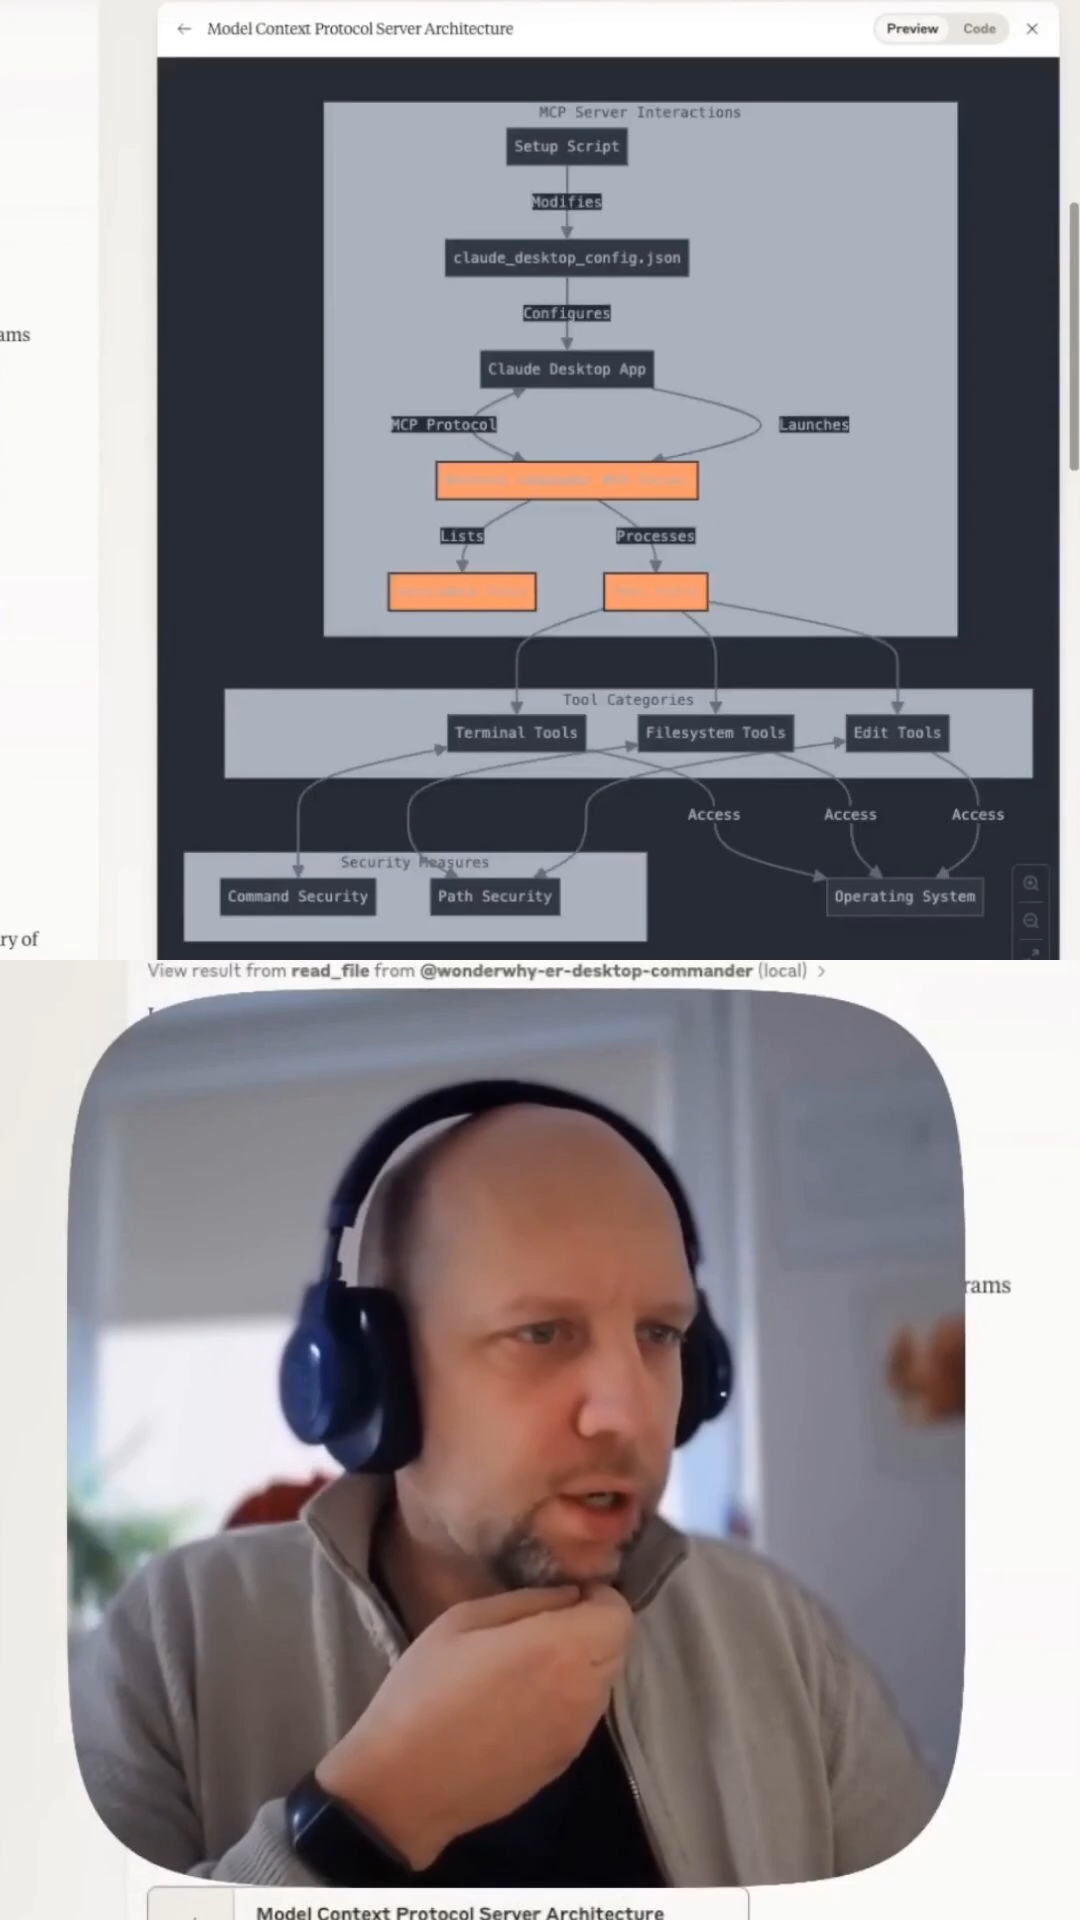 Model Context Protocol Server Architecture
Preview
Code
MCP Server Interactions
Setup Script
Modifies
claude_desktop_config.json
Configures
Claude Desktop App
MCP Protocol
Launches
Lists
Processes
Tool Categories
Terminal Tools
Filesystem Tools
Edit Tools
Access
Access
Access
Security Measures
Command Security
Path Security
Operating System
ams
ry of
View result from read_file from @wonderwhy-er-desktop-commander (local)
rams
Model Context Protocol Server Architecture